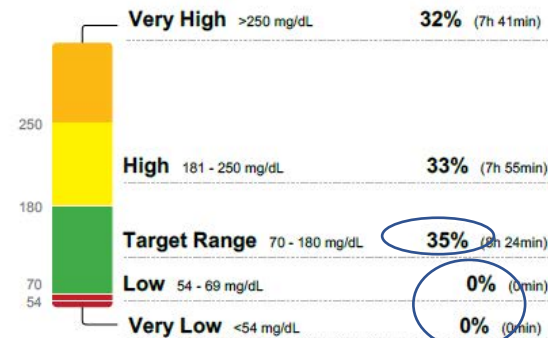 Very High >250 mg/dL 32% (7h 41min)
250
High 181 - 250 mg/dL 33% (7h 55min)
180
Target Range 70 - 180 mg/dL 35% (8h 24min)
70
Low 54 - 69 mg/dL 0% (0min)
54
Very Low <54 mg/dL 0% (0min)